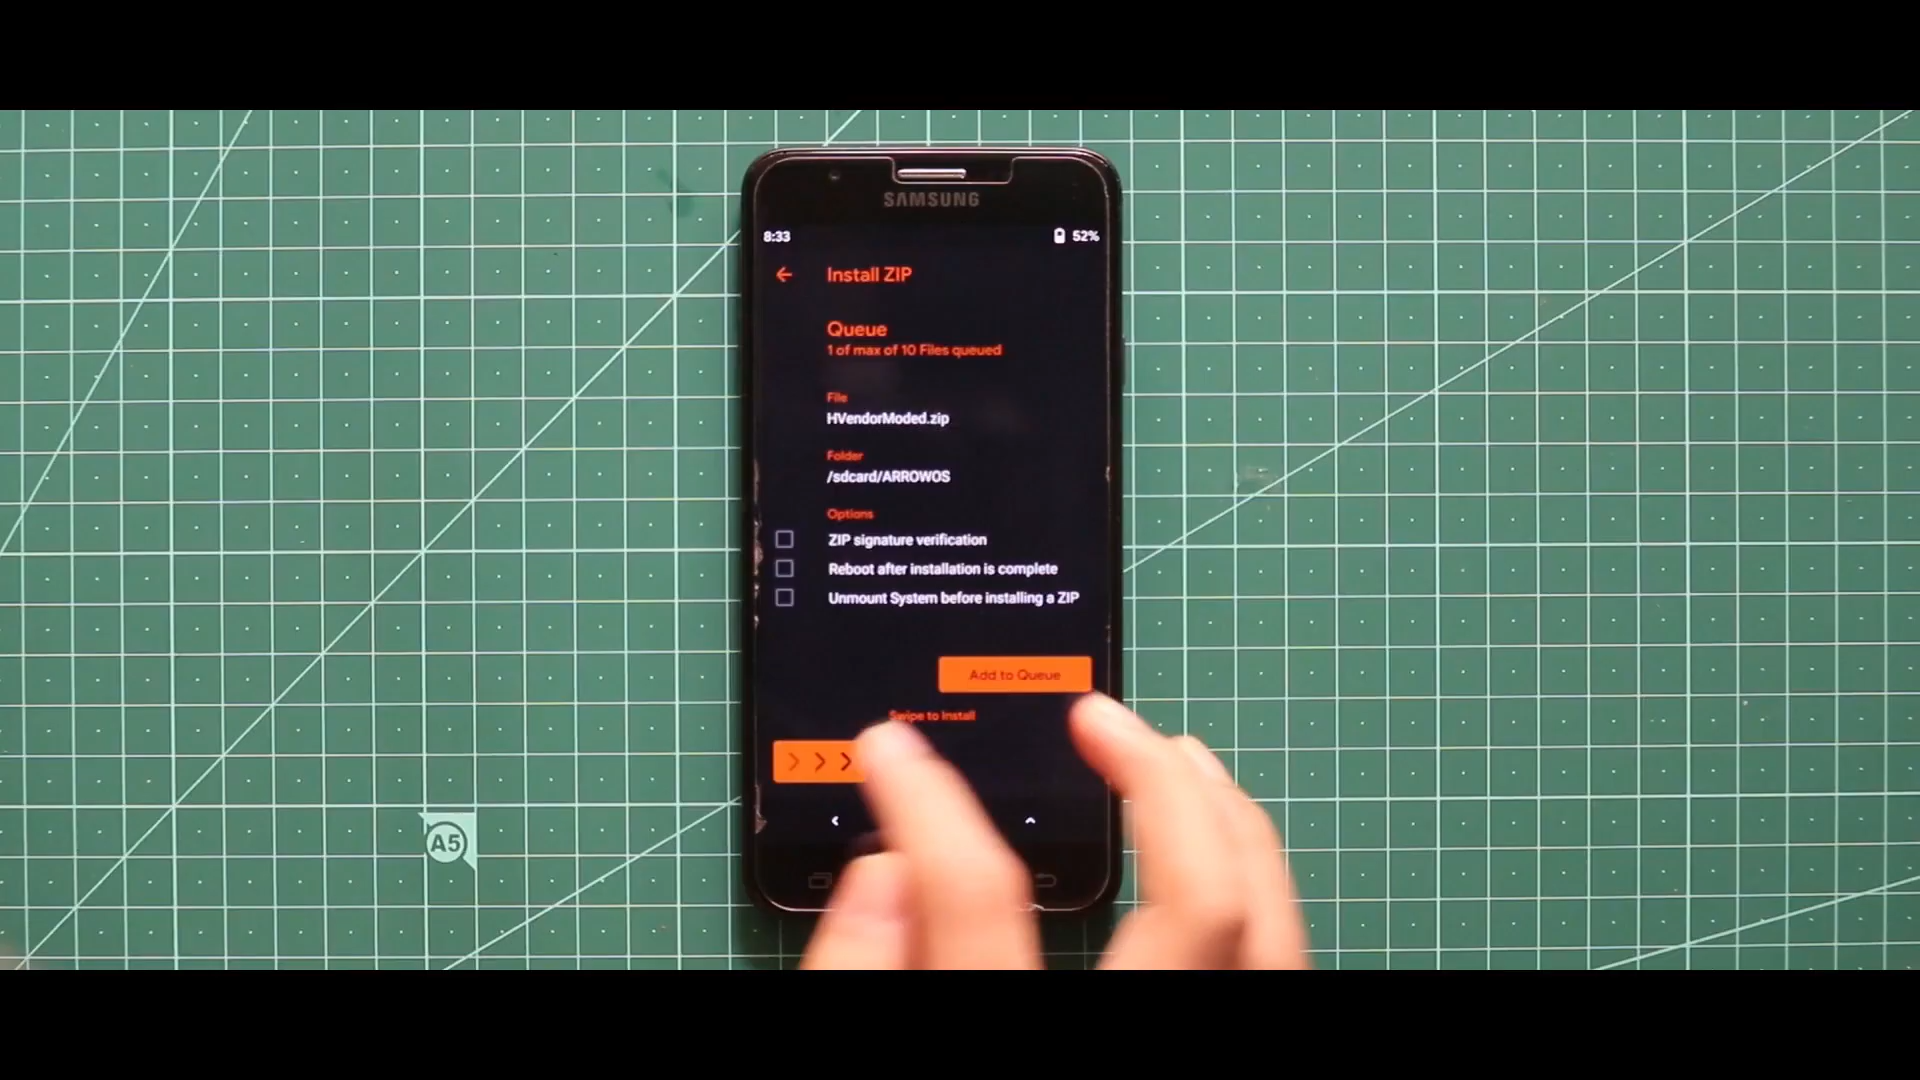 SAMSUNG
8:33
52%
Install ZIP
Queue
1 of max of 10 Files queued
File
HVendorModed.zip
Folder
/sdcard/ARROWOS
Options
ZIP signature verification
Reboot after installation is complete
Unmount System before installing a ZIP
Add to Queue
Swipe to Install
A5